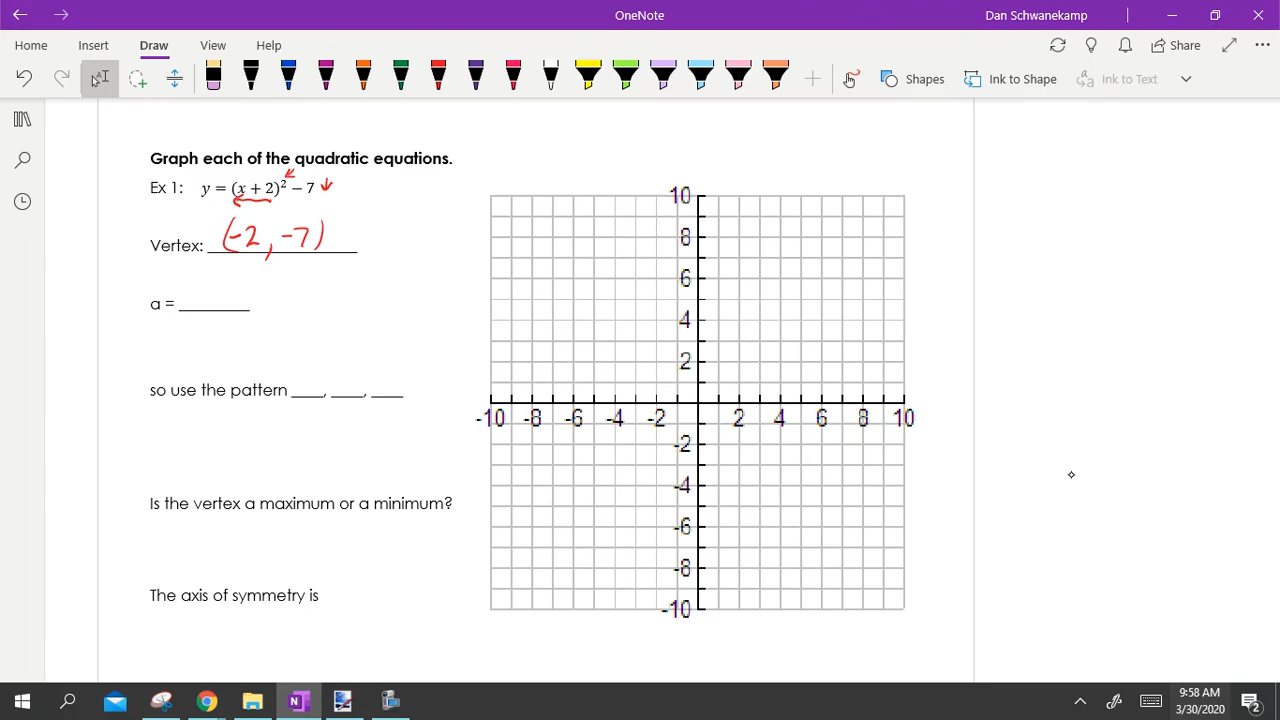 OneNote
Dan Schwanekamp
Home Insert Draw View Help
Share
Shapes Ink to Shape Ink to Text
Graph each of the quadratic equations.
Ex 1: y = (x + 2)² − 7
Vertex: (-2, -7)
a = ________
so use the pattern ____, ____, ____
Is the vertex a maximum or a minimum?
The axis of symmetry is
10
8
6
4
2
-10 -8 -6 -4 -2 2 4 6 8 10
-2
-4
-6
-8
-10
9:58 AM
3/30/2020
2